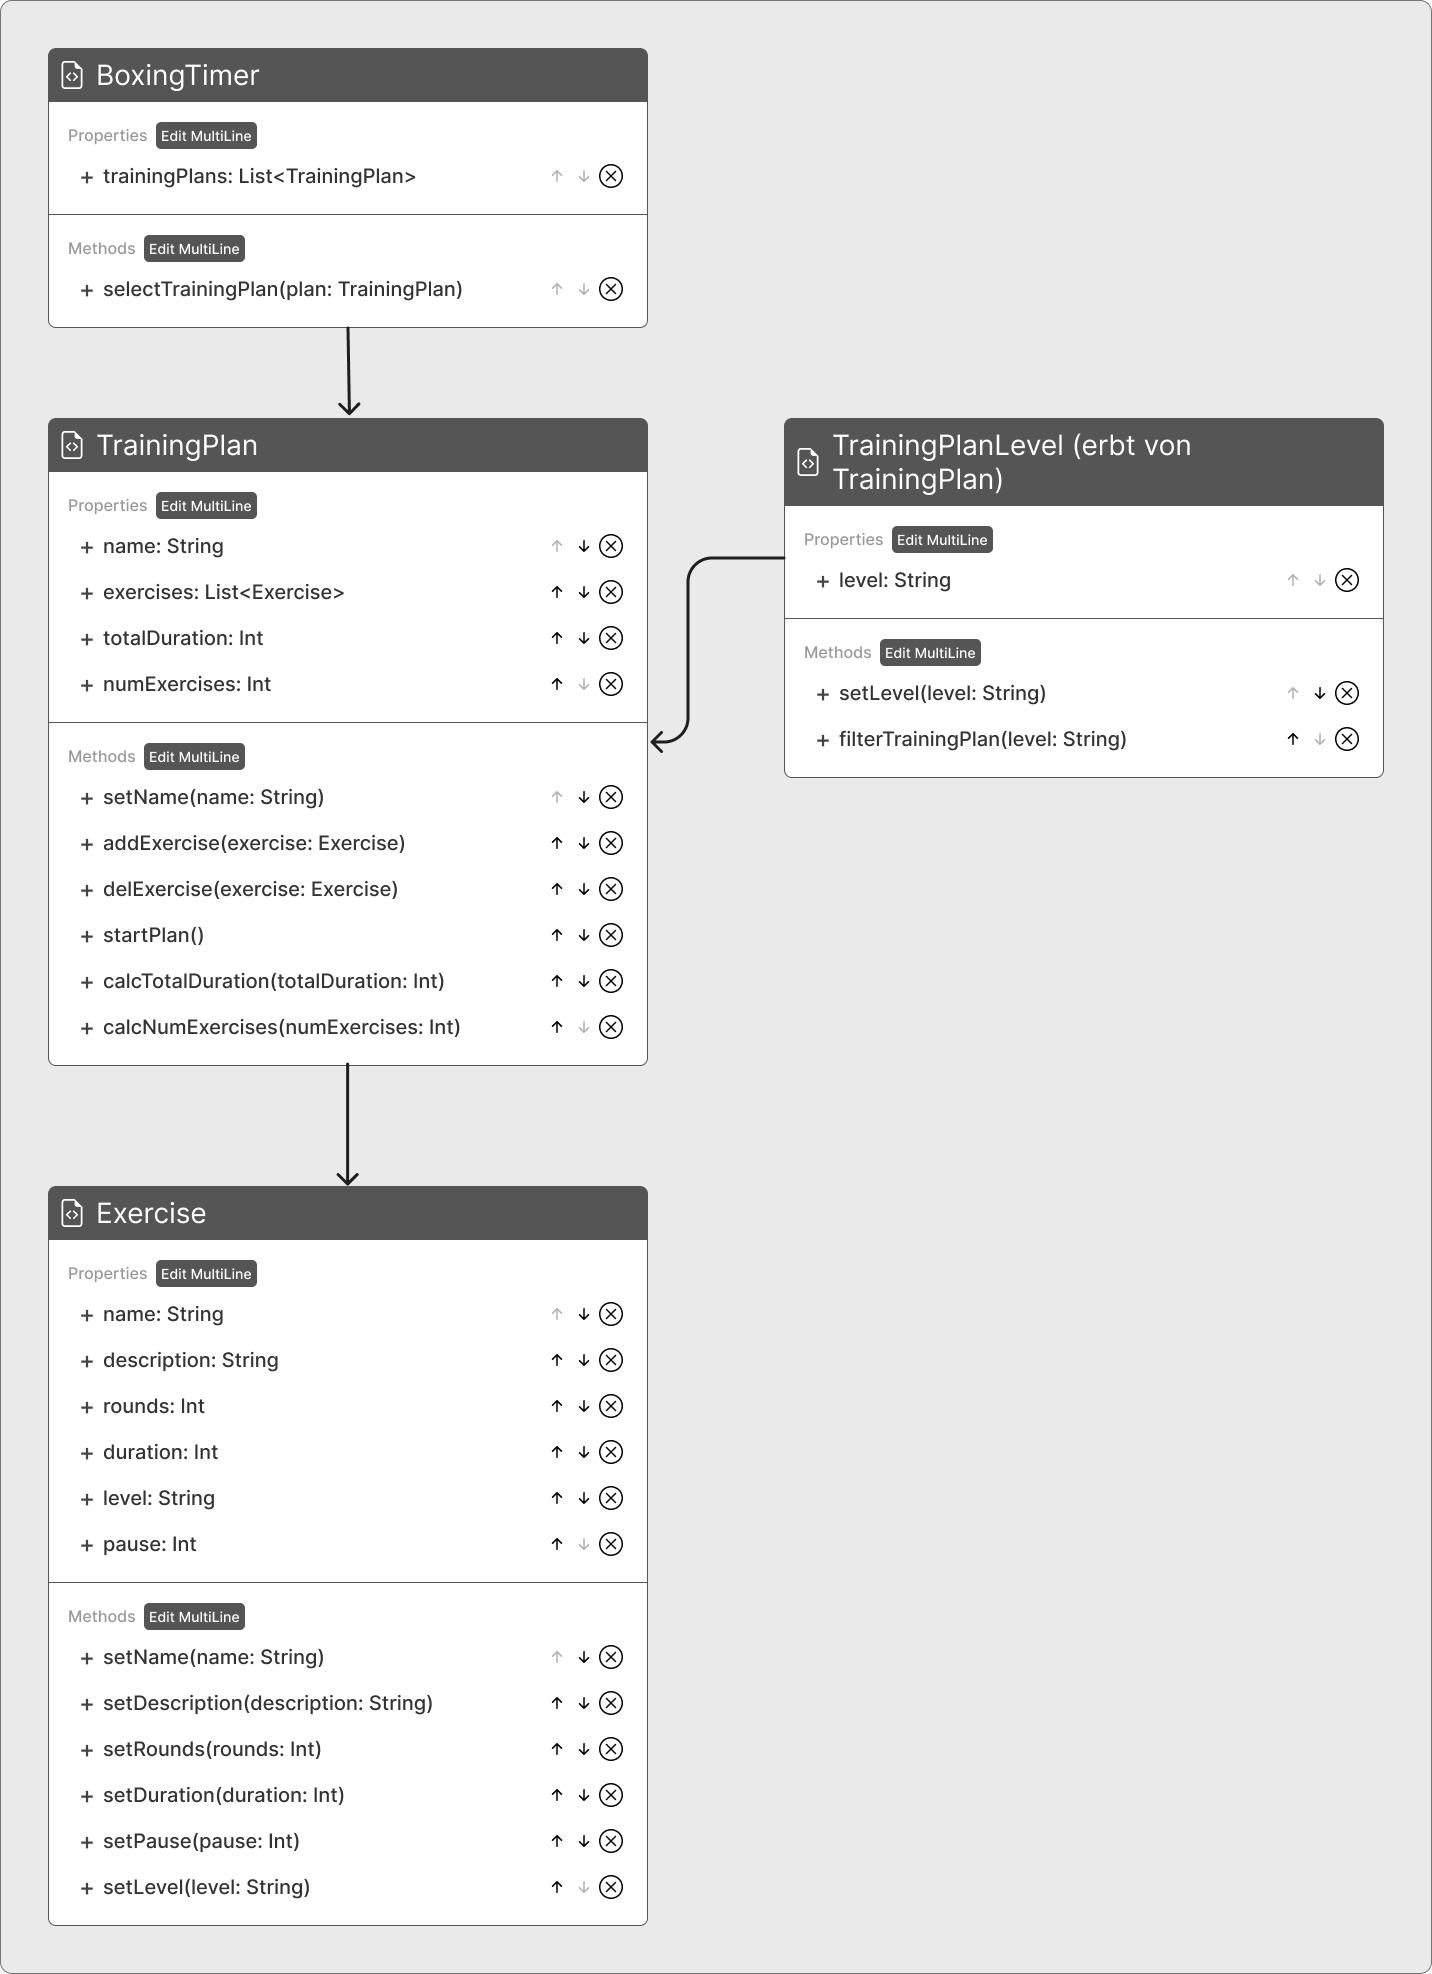 BoxingTimer
Properties Edit MultiLine
+ trainingPlans: List<TrainingPlan>
Methods Edit MultiLine
+ selectTrainingPlan(plan: TrainingPlan)
TrainingPlan
Properties Edit MultiLine
+ name: String
+ exercises: List<Exercise>
+ totalDuration: Int
+ numExercises: Int
Methods Edit MultiLine
+ setName(name: String)
+ addExercise(exercise: Exercise)
+ delExercise(exercise: Exercise)
+ startPlan()
+ calcTotalDuration(totalDuration: Int)
+ calcNumExercises(numExercises: Int)
TrainingPlanLevel (erbt von
TrainingPlan)
Properties Edit MultiLine
+ level: String
Methods Edit MultiLine
+ setLevel(level: String)
+ filterTrainingPlan(level: String)
Exercise
Properties Edit MultiLine
+ name: String
+ description: String
+ rounds: Int
+ duration: Int
+ level: String
+ pause: Int
Methods Edit MultiLine
+ setName(name: String)
+ setDescription(description: String)
+ setRounds(rounds: Int)
+ setDuration(duration: Int)
+ setPause(pause: Int)
+ setLevel(level: String)